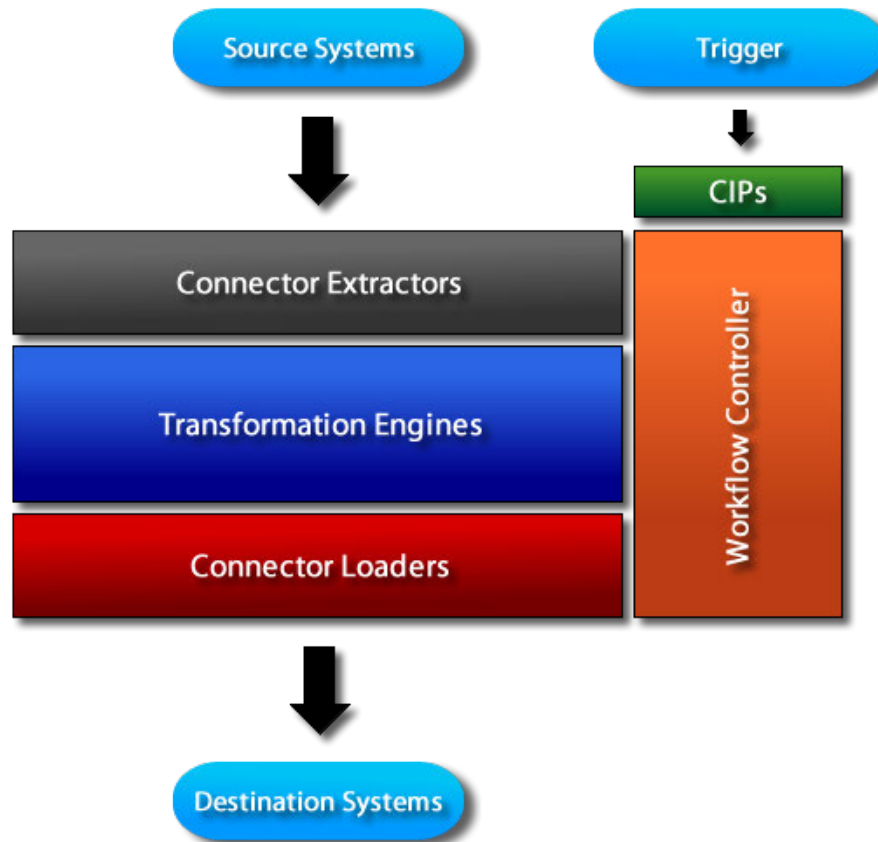 Source Systems
Trigger
CIPs
Connector Extractors
Transformation Engines
Workflow Controller
Connector Loaders
Destination Systems